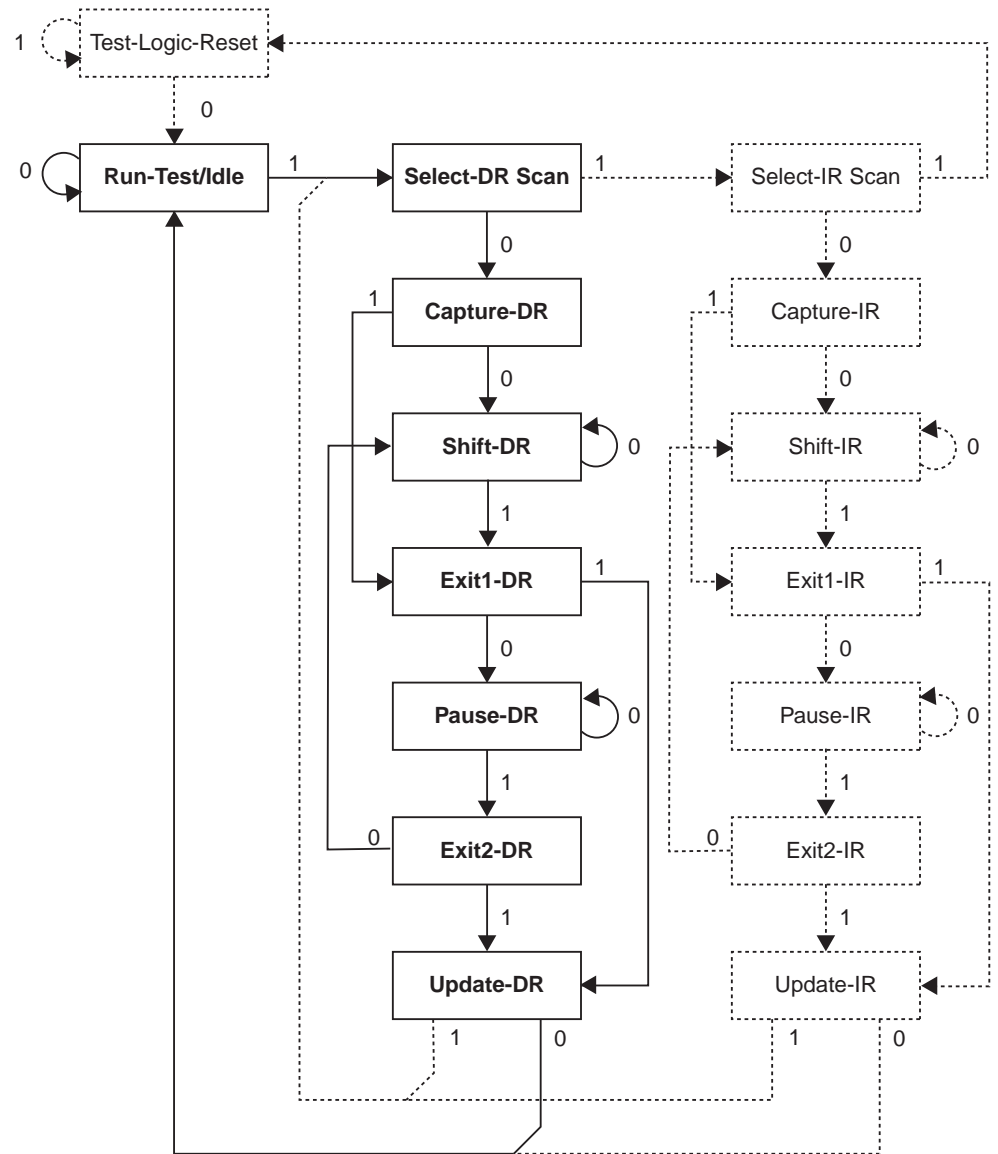 1
Test-Logic-Reset
0
0
Run-Test/Idle
1
Select-DR Scan
1
Select-IR Scan
1
0
0
1
Capture-DR
1
Capture-IR
0
0
Shift-DR
0
Shift-IR
0
1
1
Exit1-DR
1
Exit1-IR
1
0
0
Pause-DR
0
Pause-IR
0
1
1
0
Exit2-DR
0
Exit2-IR
1
1
Update-DR
Update-IR
1
0
1
0